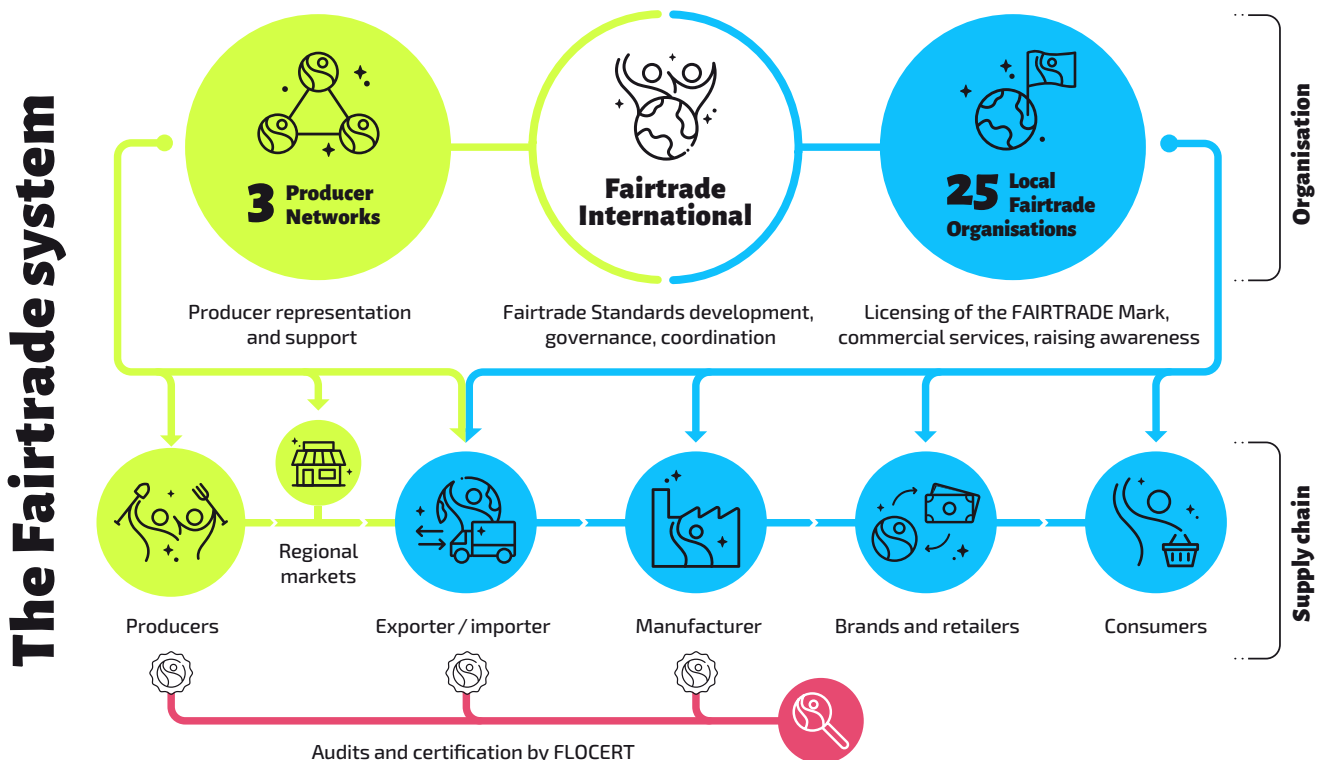 The Fairtrade system
3 Producer
Networks
Fairtrade
International
25 Local
Fairtrade
Organisations
Organisation
Producer representation
and support
Fairtrade Standards development,
governance, coordination
Licensing of the FAIRTRADE Mark,
commercial services, raising awareness
Regional
markets
Producers
Exporter / importer
Manufacturer
Brands and retailers
Consumers
Supply chain
Audits and certification by FLOCERT